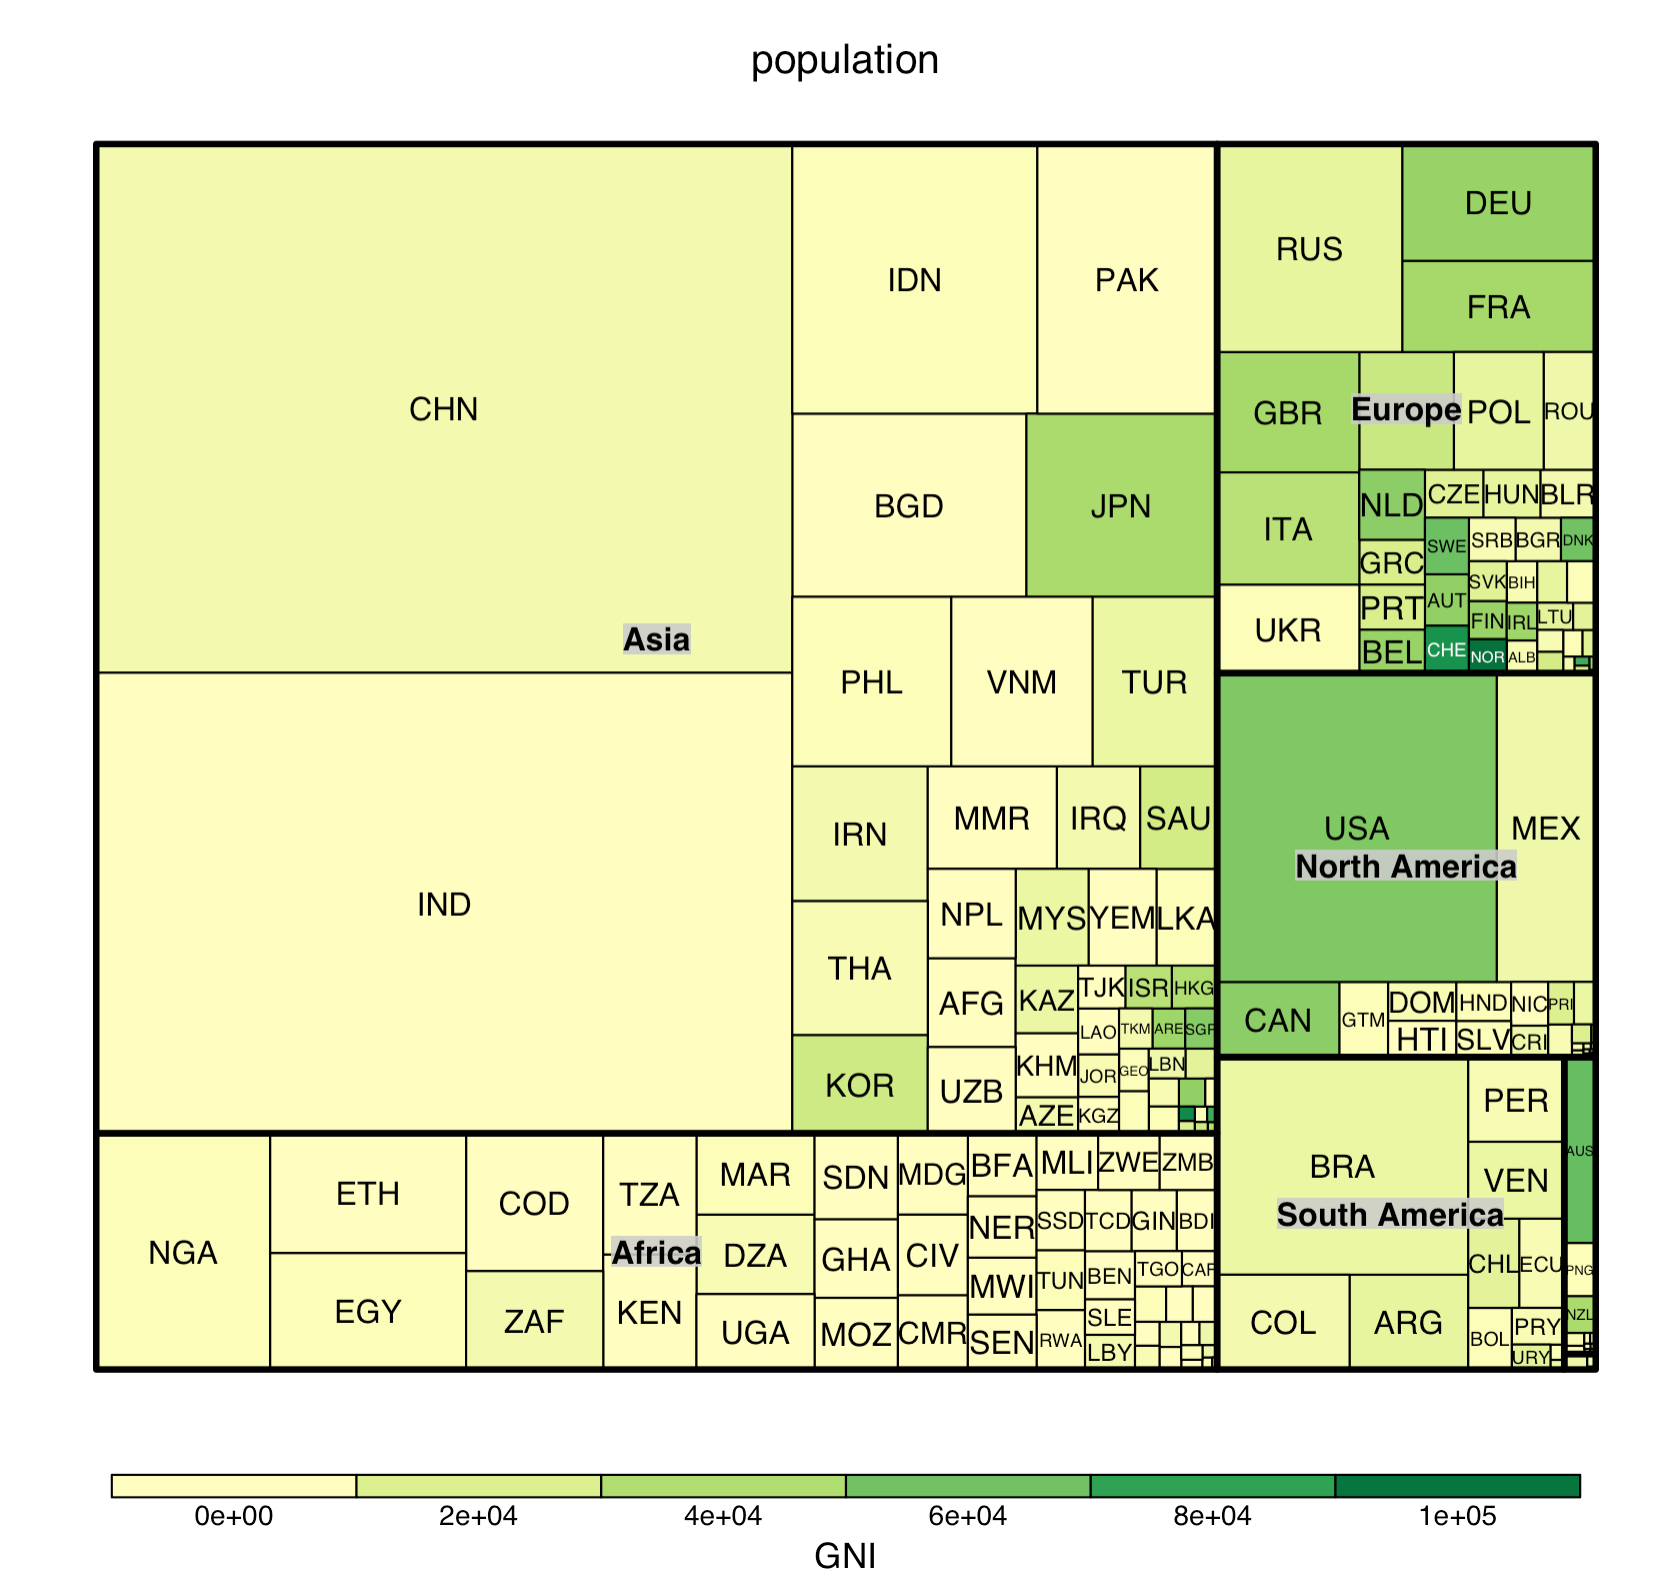 population
CHN
IND
Asia
IDN
PAK
BGD
JPN
PHL
VNM
TUR
IRN
THA
KOR
MMR
IRQ
SAU
NPL
AFG
UZB
MYS
YEM
LKA
KAZ
KHM
AZE
TJK
ISR
HKG
LAO
TKM
ARE
SGP
JOR
GEO
LBN
KGZ
RUS
DEU
FRA
GBR
Europe
POL
ROU
ITA
UKR
NLD
GRC
PRT
BEL
CZE
HUN
BLR
SWE
AUT
CHE
SRB
BGR
DNK
SVK
BIH
FIN
IRL
LTU
NOR
ALB
USA
MEX
North America
CAN
GTM
DOM
HTI
HND
SLV
NIC
CRI
PRI
BRA
South America
COL
ARG
PER
VEN
CHL
ECU
BOL
PRY
URY
AUS
PNG
NZL
NGA
ETH
EGY
COD
ZAF
TZA
Africa
KEN
MAR
DZA
UGA
SDN
GHA
MOZ
MDG
CIV
CMR
BFA
NER
MWI
SEN
MLI
ZWE
ZMB
SSD
TCD
GIN
BDI
TUN
RWA
BEN
SLE
LBY
TGO
CAF
0e+00 2e+04 4e+04 6e+04 8e+04 1e+05
GNI